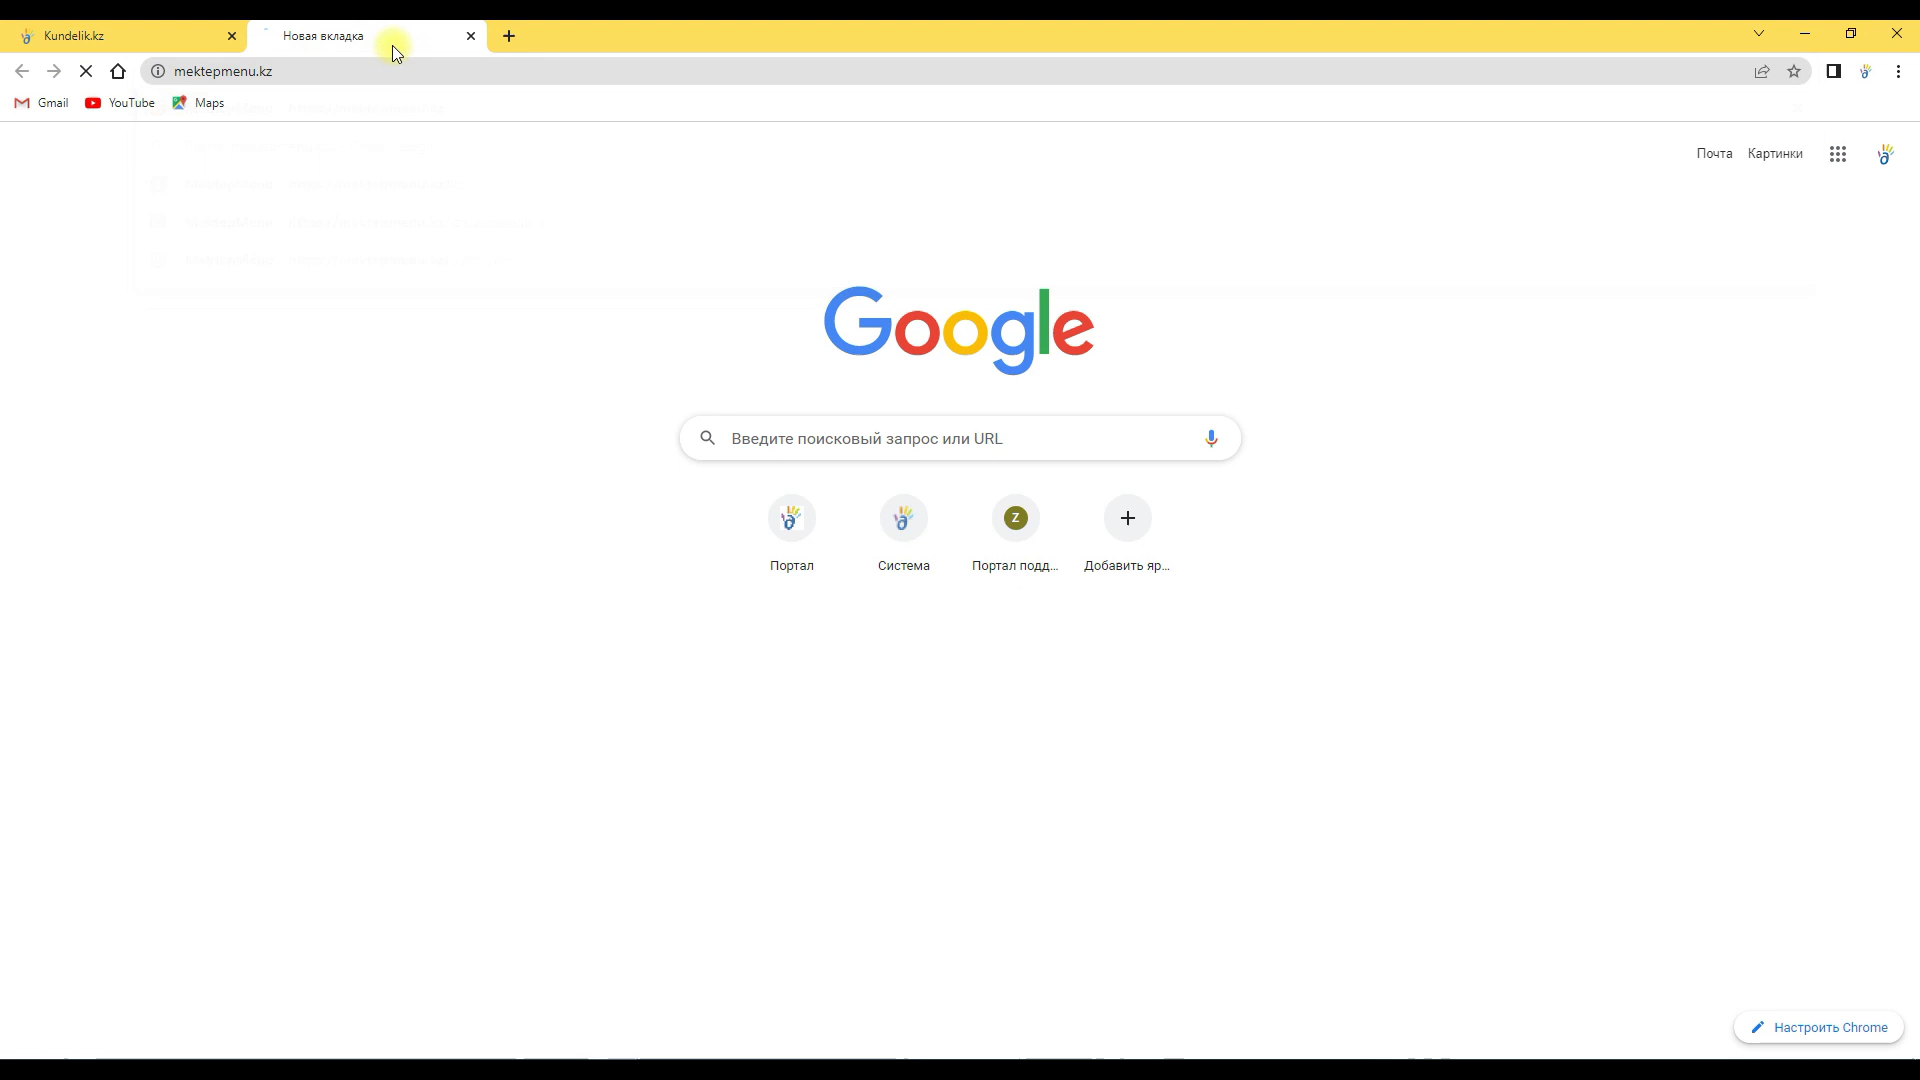 Kundelik.kz
Новая вкладка
mektepmenu.kz
Gmail
YouTube
Maps
Почта
Картинки
Google
Введите поисковый запрос или URL
Z
Портал
Система
Портал подд...
Добавить яр...
Настроить Chrome